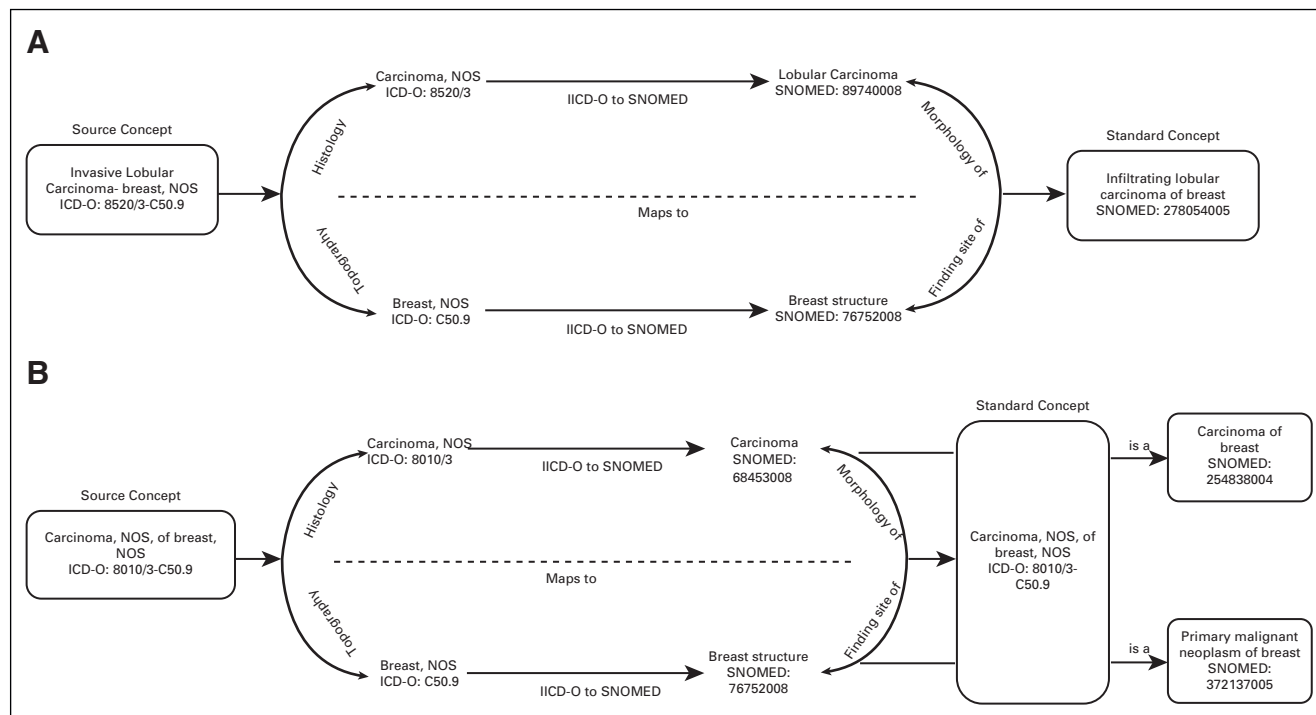 A
Source Concept
Invasive Lobular
Carcinoma- breast, NOS
ICD-O: 8520/3-C50.9
Histology
Topography
Carcinoma, NOS
ICD-O: 8520/3
IICD-O to SNOMED
Lobular Carcinoma
SNOMED: 89740008
Maps to
Breast, NOS
ICD-O: C50.9
IICD-O to SNOMED
Breast structure
SNOMED: 76752008
Morphology of
Finding site of
Standard Concept
Infiltrating lobular
carcinoma of breast
SNOMED: 278054005
B
Source Concept
Carcinoma, NOS, of breast,
NOS
ICD-O: 8010/3-C50.9
Histology
Topography
Carcinoma, NOS
ICD-O: 8010/3
IICD-O to SNOMED
Carcinoma
SNOMED:
68453008
Maps to
Breast, NOS
ICD-O: C50.9
IICD-O to SNOMED
Breast structure
SNOMED:
76752008
Morphology of
Finding site of
Standard Concept
Carcinoma, NOS, of
breast, NOS
ICD-O: 8010/3-
C50.9
is a
Carcinoma of
breast
SNOMED:
254838004
is a
Primary malignant
neoplasm of breast
SNOMED:
372137005